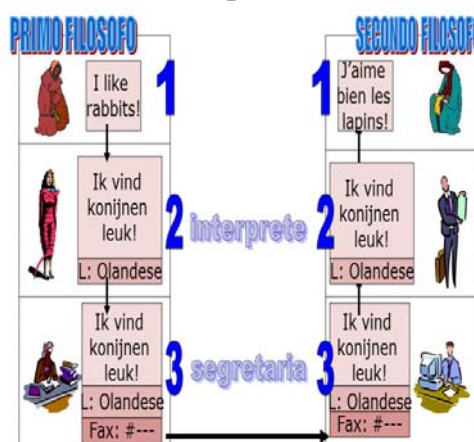 PRIMO FILOSOFO
I like
rabbits!
1
Ik vind
konijnen
leuk!
L: Olandese
2
interprete
Ik vind
konijnen
leuk!
L: Olandese
Fax: #---
3
segretaria
SECONDO FILOSOF
1
J'aime
bien les
lapins!
2
Ik vind
konijnen
leuk!
L: Olandese
3
Ik vind
konijnen
leuk!
L: Olandese
Fax: #---